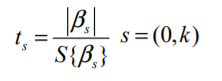 t_s = |β_s| / S{β_s}   s = (0,k)